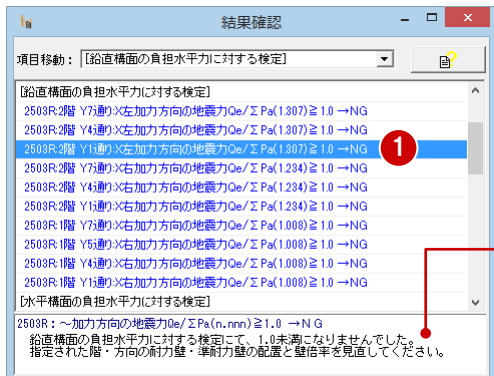 結果確認
項目移動： [鉛直構面の負担水平力に対する検定]
[鉛直構面の負担水平力に対する検定]
2503R:2階 Y7通り:X左加力方向の地震力Qe/ΣPa(1.307)≧1.0 →NG
2503R:2階 Y4通り:X左加力方向の地震力Qe/ΣPa(1.307)≧1.0 →NG
2503R:2階 Y1通り:X左加力方向の地震力Qe/ΣPa(1.307)≧1.0 →NG
1
2503R:2階 Y7通り:X右加力方向の地震力Qe/ΣPa(1.234)≧1.0 →NG
2503R:2階 Y4通り:X右加力方向の地震力Qe/ΣPa(1.234)≧1.0 →NG
2503R:2階 Y1通り:X右加力方向の地震力Qe/ΣPa(1.234)≧1.0 →NG
2503R:1階 Y7通り:X右加力方向の地震力Qe/ΣPa(1.008)≧1.0 →NG
2503R:1階 Y5通り:X右加力方向の地震力Qe/ΣPa(1.008)≧1.0 →NG
2503R:1階 Y4通り:X右加力方向の地震力Qe/ΣPa(1.008)≧1.0 →NG
2503R:1階 Y1通り:X右加力方向の地震力Qe/ΣPa(1.008)≧1.0 →NG
[水平構面の負担水平力に対する検定]
2503R：～加力方向の地震力Qe/ΣPa(n.nnn)≧1.0 →ＮＧ
鉛直構面の負担水平力に対する検定にて、1.0未満になりませんでした。
指定された階・方向の耐力壁・準耐力壁の配置と壁倍率を見直してください。